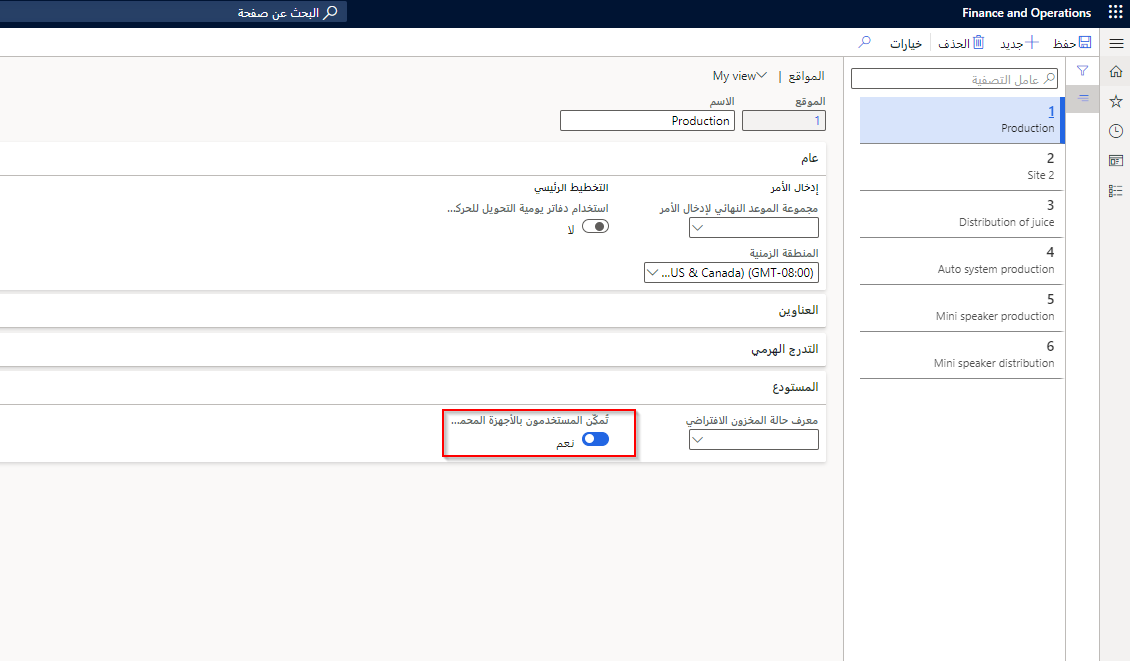 Finance and Operations
البحث عن صفحة
حفظ
جديد
الحذف
خيارات
عامل التصفية
1
Production
2
Site 2
3
Distribution of juice
4
Auto system production
5
Mini speaker production
6
Mini speaker distribution
المواقع | My view
الموقع
1
الاسم
Production
عام
إدخال الأمر
مجموعة الموعد النهائي لإدخال الأمر
المنطقة الزمنية
...US & Canada) (GMT-08:00)
التخطيط الرئيسي
استخدام دفاتر يومية التحويل للحرك...
لا
العناوين
التدرج الهرمي
المستودع
معرف حالة المخزون الافتراضي
تُمكّن المستخدمون بالأجهزة المحم...
نعم